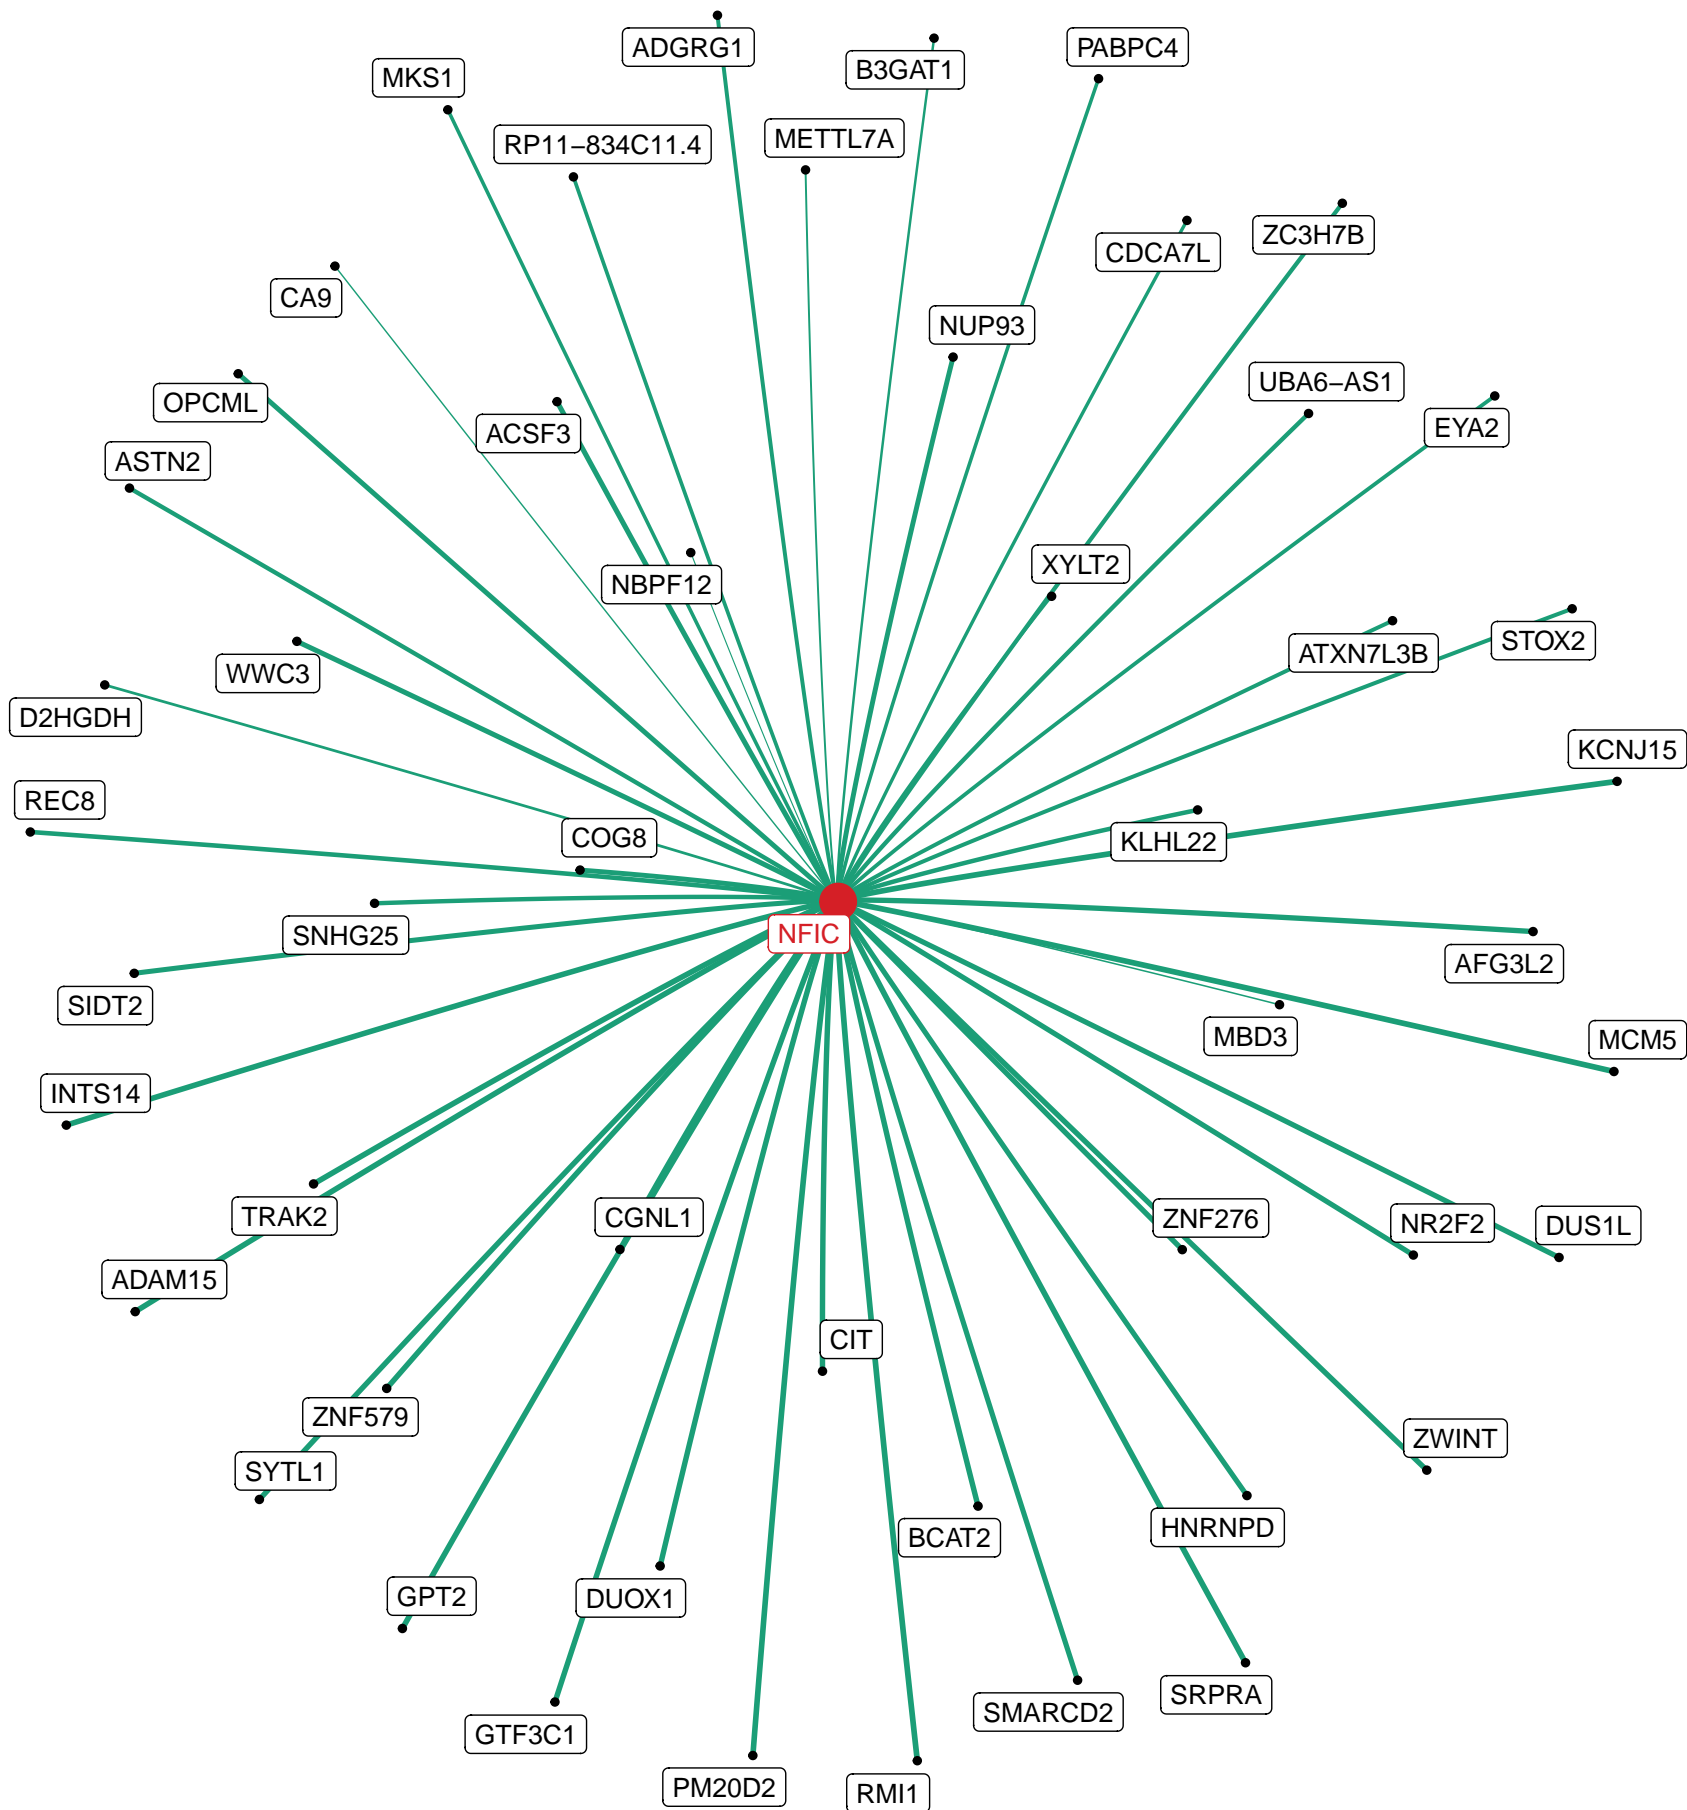 ADGRG1
B3GAT1
PABPC4
MKS1
METTL7A
RP11−834C11.4
ZC3H7B
CDCA7L
CA9
NUP93
UBA6−AS1
OPCML
EYA2
ACSF3
ASTN2
XYLT2
NBPF12
STOX2
ATXN7L3B
WWC3
D2HGDH
KCNJ15
REC8
COG8
KLHL22
NFIC
SNHG25
AFG3L2
SIDT2
MBD3
MCM5
INTS14
TRAK2
CGNL1
ZNF276
NR2F2
DUS1L
ADAM15
CIT
ZNF579
ZWINT
SYTL1
HNRNPD
BCAT2
GPT2
DUOX1
SRPRA
SMARCD2
GTF3C1
PM20D2
RMI1